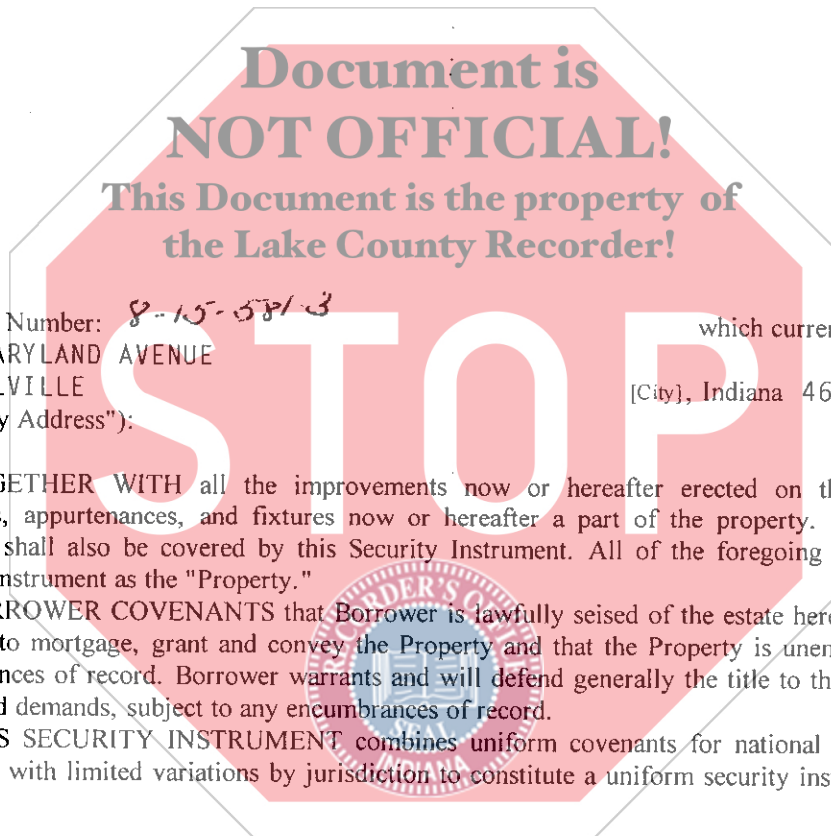 Document is
NOT OFFICIAL!
This Document is the property of
the Lake County Recorder!
Number: 8-15-581-3 which curren
ARYLAND AVENUE
LVILLE [City], Indiana 46
y Address"):
STOP
GETHER WITH all the improvements now or hereafter erected on th
s, appurtenances, and fixtures now or hereafter a part of the property.
shall also be covered by this Security Instrument. All of the foregoing
nstrument as the "Property."
RROWER COVENANTS that Borrower is lawfully seised of the estate here
to mortgage, grant and convey the Property and that the Property is unen
nces of record. Borrower warrants and will defend generally the title to th
d demands, subject to any encumbrances of record.
S SECURITY INSTRUMENT combines uniform covenants for national
with limited variations by jurisdiction to constitute a uniform security ins
RECORDER'S OFFICE
SEAL
INDIANA